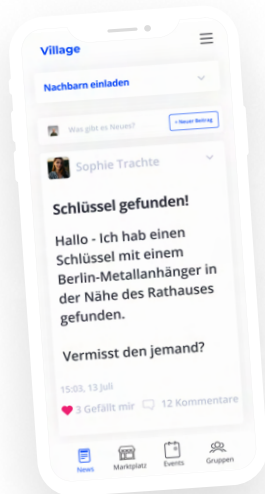 Village
Nachbarn einladen
Was gibt es Neues?
+ Neuer Beitrag
Sophie Trachte
Schlüssel gefunden!
Hallo - Ich hab einen
Schlüssel mit einem
Berlin-Metallanhänger in
der Nähe des Rathauses
gefunden.
Vermisst den jemand?
15:03, 13 Juli
3 Gefällt mir 12 Kommentare
News Marktplatz Events Gruppen